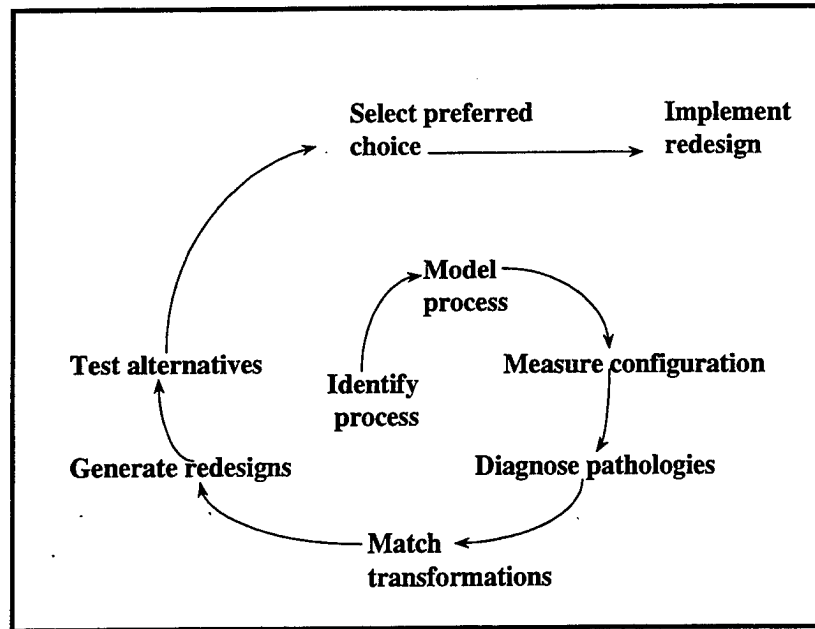 Select preferred
choice
Implement
redesign
Model
process
Test alternatives
Identify
process
Measure configuration
Generate redesigns
Diagnose pathologies
Match
transformations